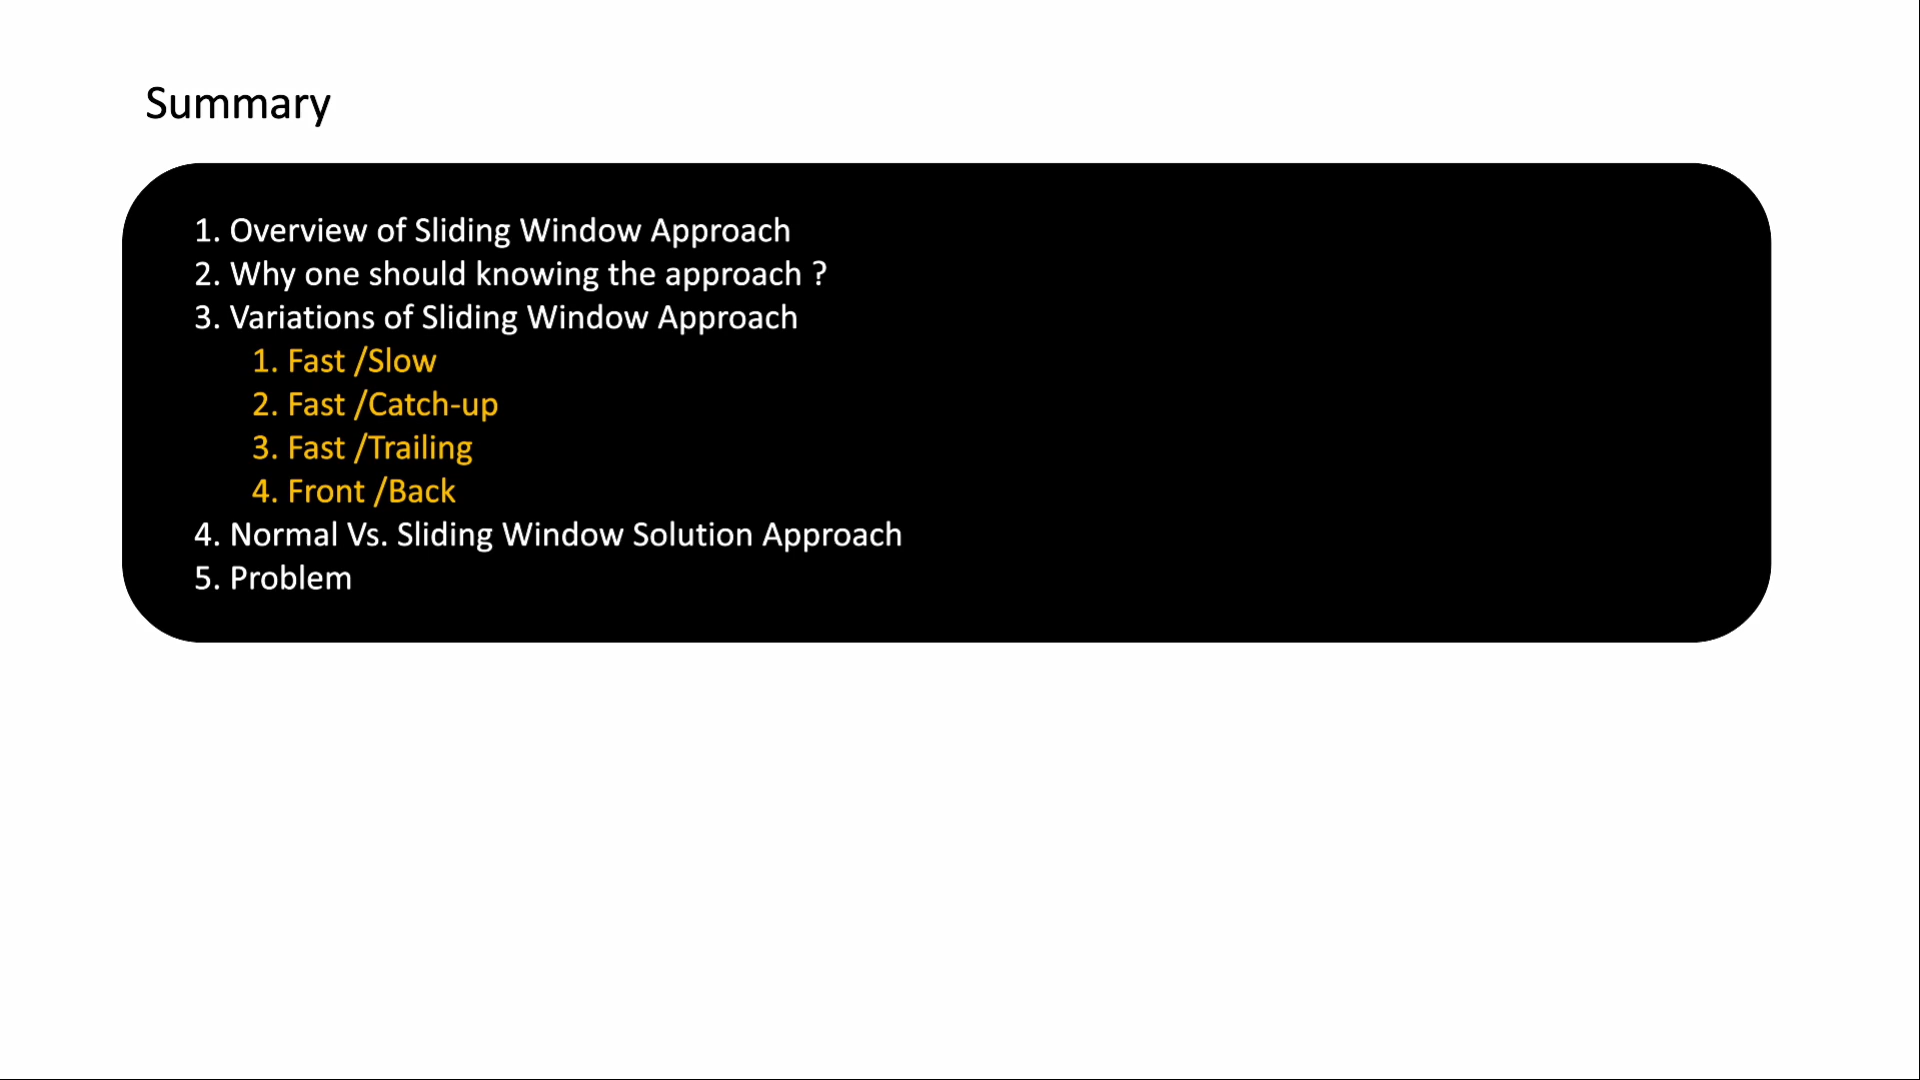 Summary
1. Overview of Sliding Window Approach
2. Why one should knowing the approach ?
3. Variations of Sliding Window Approach
1. Fast /Slow
2. Fast /Catch-up
3. Fast /Trailing
4. Front /Back
4. Normal Vs. Sliding Window Solution Approach
5. Problem